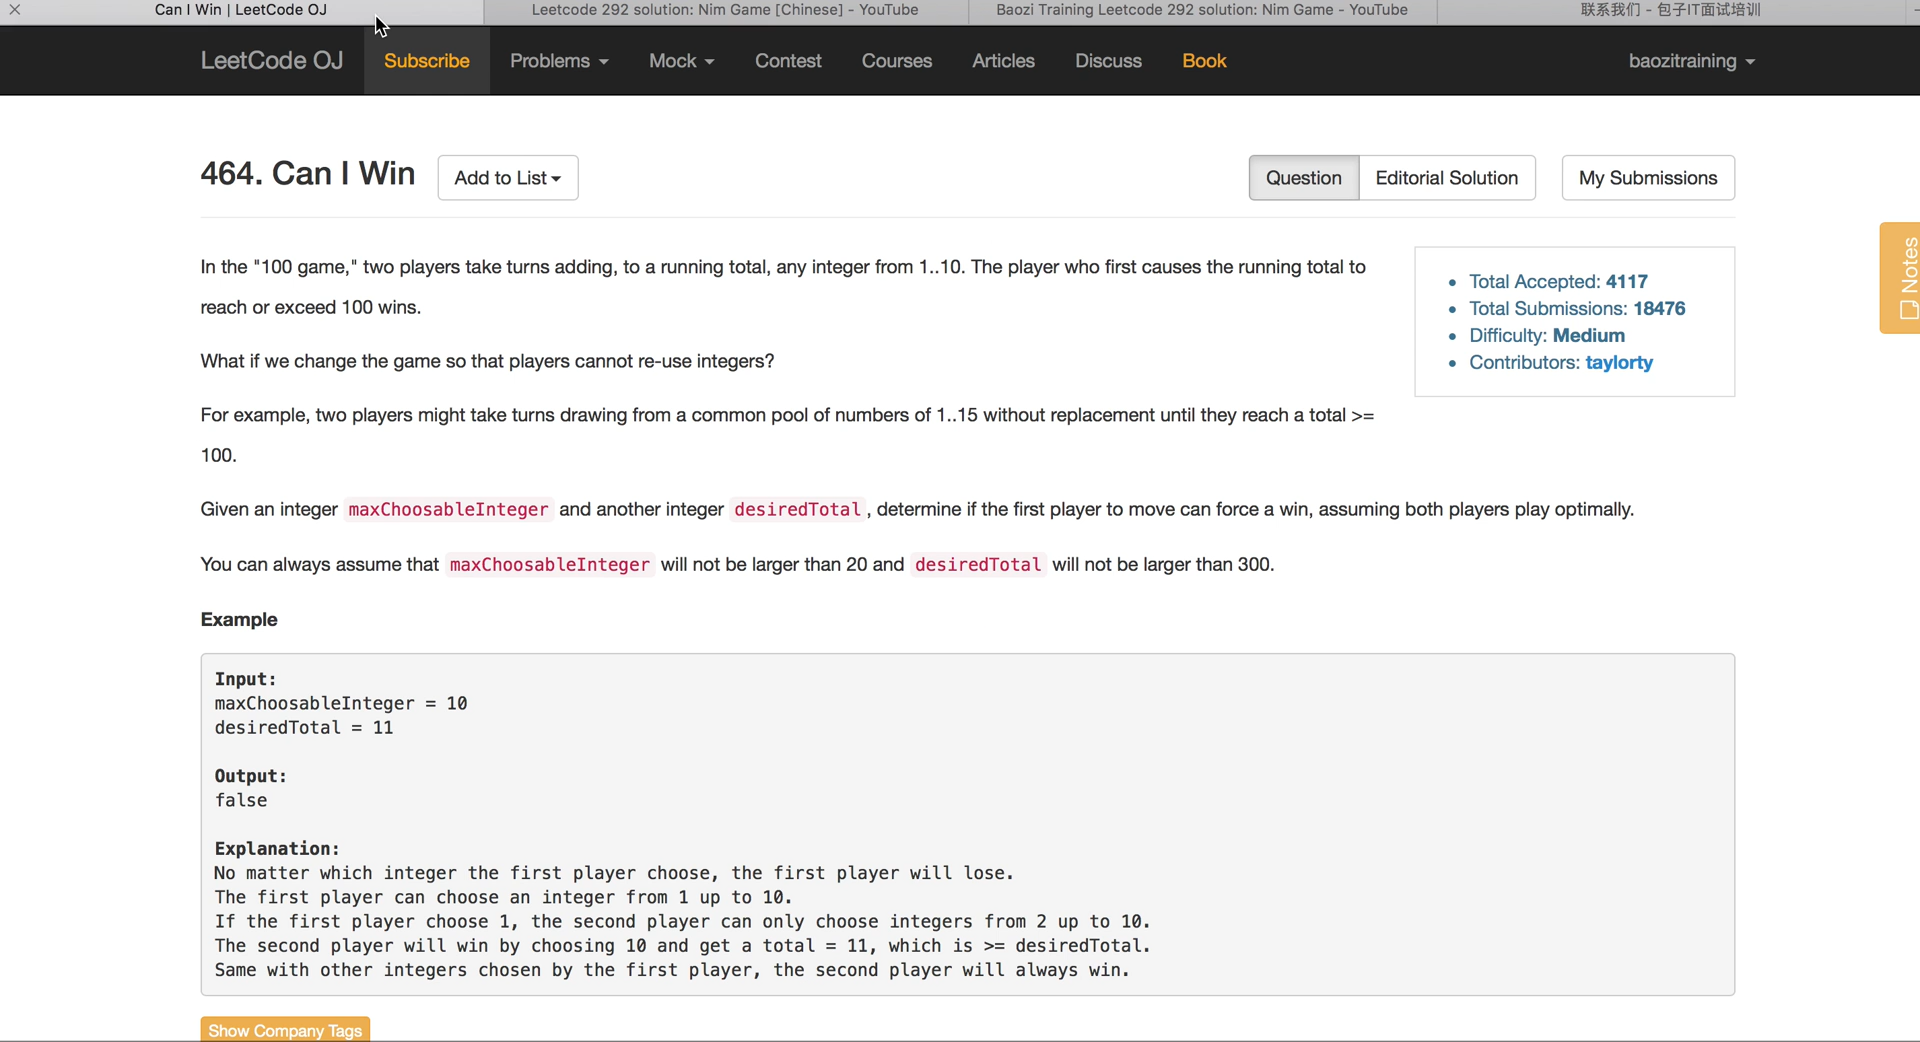 Can I Win | LeetCode OJ
Leetcode 292 solution: Nim Game [Chinese] - YouTube
Baozi Training Leetcode 292 solution: Nim Game - YouTube
联系我们 - 包子IT面试培训
LeetCode OJ
Subscribe
Problems
Mock
Contest
Courses
Articles
Discuss
Book
baozitraining
464. Can I Win
Add to List
Question
Editorial Solution
My Submissions
In the "100 game," two players take turns adding, to a running total, any integer from 1..10. The player who first causes the running total to
reach or exceed 100 wins.
What if we change the game so that players cannot re-use integers?
For example, two players might take turns drawing from a common pool of numbers of 1..15 without replacement until they reach a total >=
100.
Total Accepted: 4117
Total Submissions: 18476
Difficulty: Medium
Contributors: taylorty
Notes
Given an integer maxChoosableInteger and another integer desiredTotal, determine if the first player to move can force a win, assuming both players play optimally.
You can always assume that maxChoosableInteger will not be larger than 20 and desiredTotal will not be larger than 300.
Example
Input:
maxChoosableInteger = 10
desiredTotal = 11
Output:
false
Explanation:
No matter which integer the first player choose, the first player will lose.
The first player can choose an integer from 1 up to 10.
If the first player choose 1, the second player can only choose integers from 2 up to 10.
The second player will win by choosing 10 and get a total = 11, which is >= desiredTotal.
Same with other integers chosen by the first player, the second player will always win.
Show Company Tags